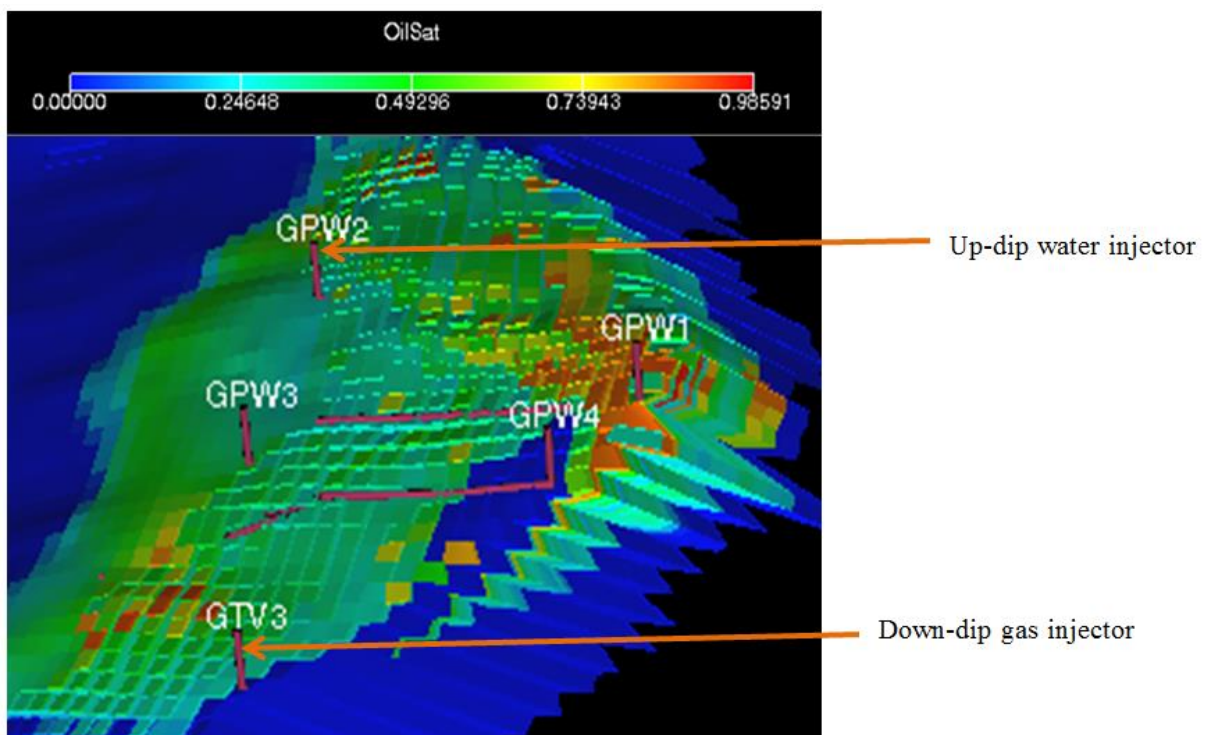 OilSat
0.00000 0.24648 0.49296 0.73943 0.98591
GPW2
Up-dip water injector
GPW1
GPW3
GPW4
GTV3
Down-dip gas injector